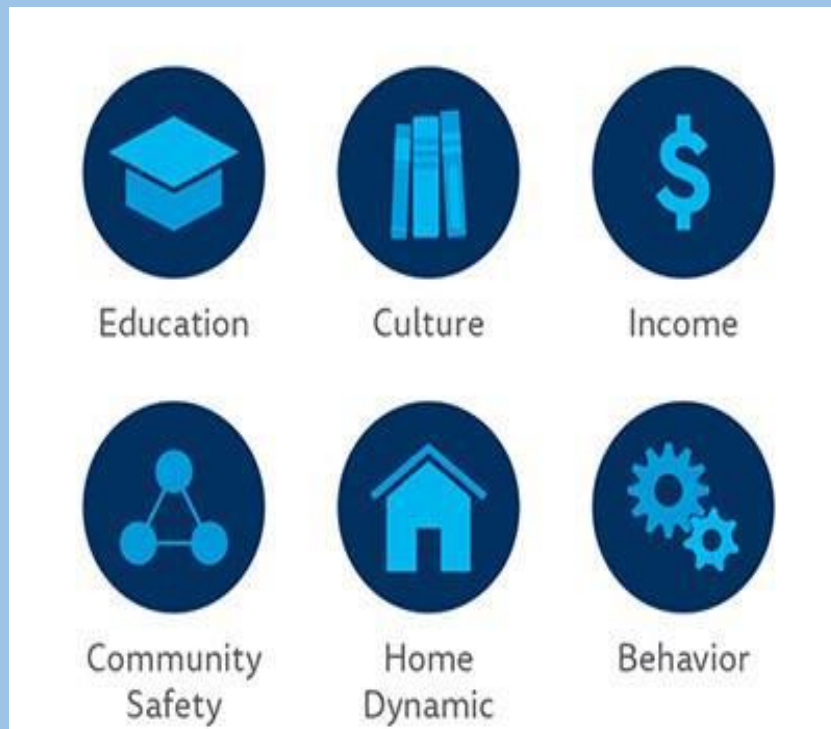 Education
Culture
Income
Community
Safety
Home
Dynamic
Behavior